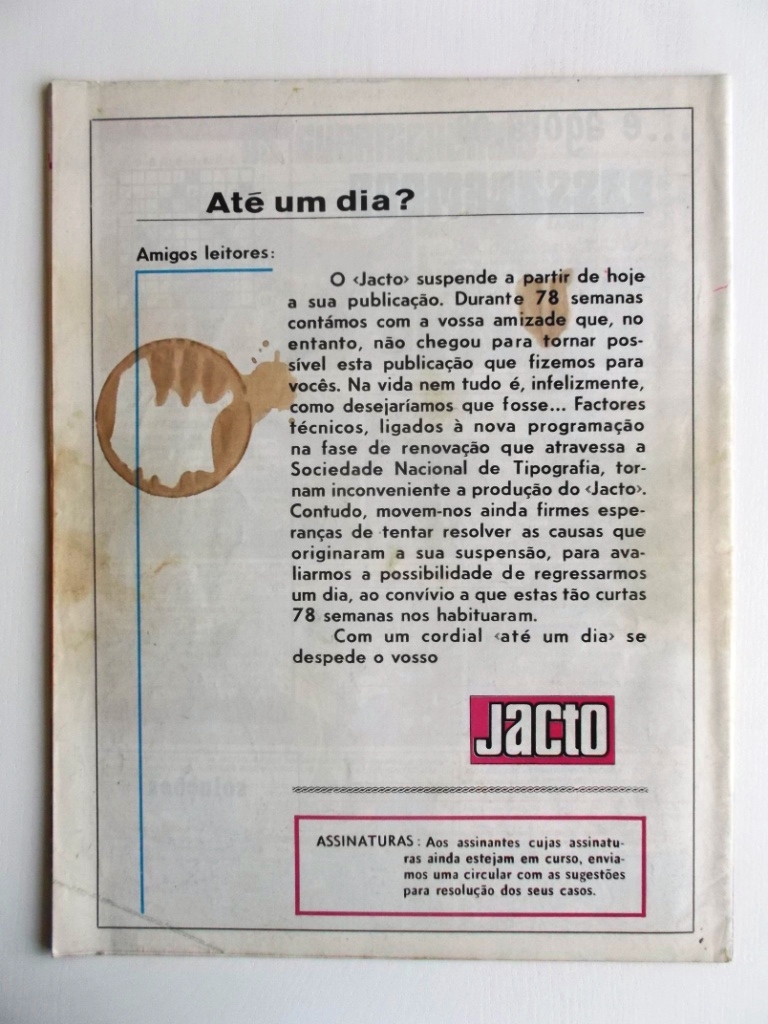 Até um dia?
Amigos leitores:
O ‹Jacto› suspende a partir de hoje
a sua publicação. Durante 78 semanas
contámos com a vossa amizade que, no
entanto, não chegou para tornar pos-
sível esta publicação que fizemos para
vocês. Na vida nem tudo é, infelizmente,
como desejaríamos que fosse... Factores
técnicos, ligados à nova programação
na fase de renovação que atravessa a
Sociedade Nacional de Tipografia, tor-
nam inconveniente a produção do ‹Jacto›.
Contudo, movem-nos ainda firmes espe-
ranças de tentar resolver as causas que
originaram a sua suspensão, para ava-
liarmos a possibilidade de regressarmos
um dia, ao convívio a que estas tão curtas
78 semanas nos habituaram.
Com um cordial ‹até um dia› se
despede o vosso
Jacto
ASSINATURAS: Aos assinantes cujas assinatu-
ras ainda estejam em curso, envia-
mos uma circular com as sugestões
para resolução dos seus casos.